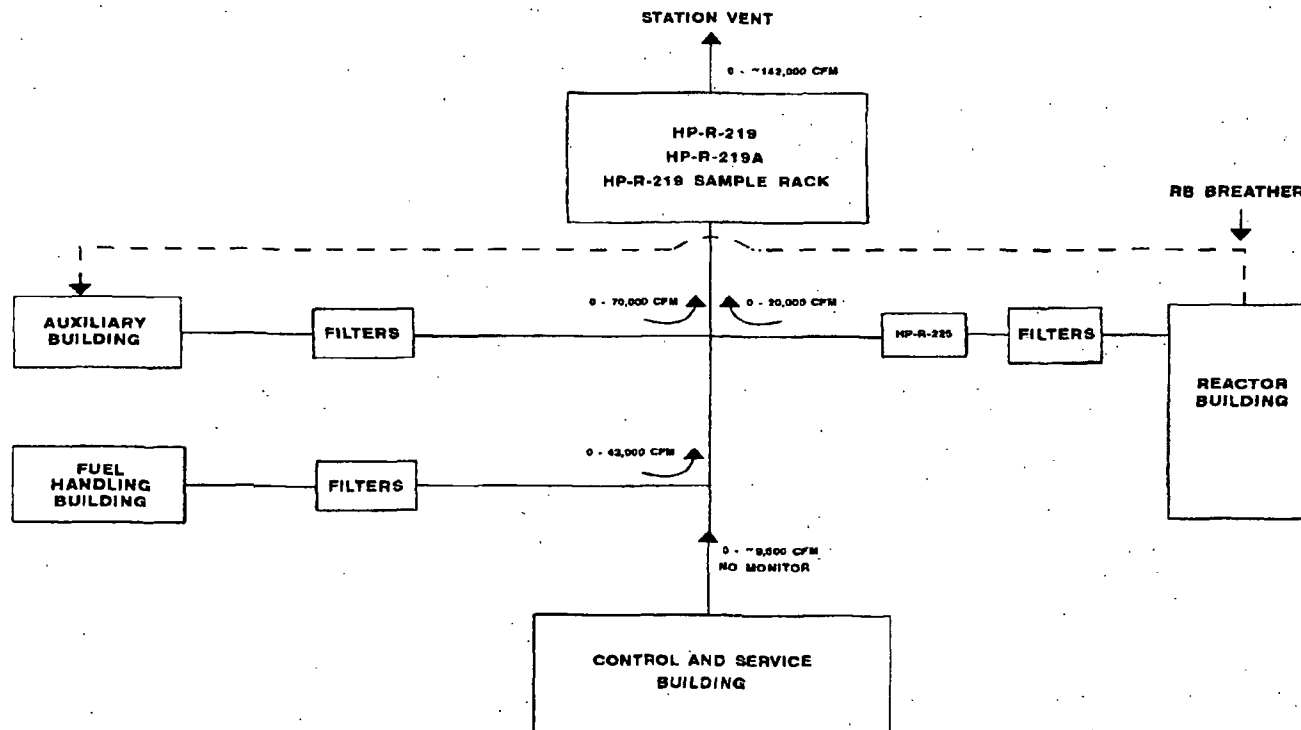 STATION VENT
0 - ~142,000 CFM
HP-R-219
HP-R-219A
HP-R-219 SAMPLE RACK
RB BREATHER
0 - 70,000 CFM
0 - 20,000 CFM
AUXILIARY
BUILDING
FILTERS
HP-R-225
FILTERS
REACTOR
BUILDING
0 - 43,000 CFM
FUEL
HANDLING
BUILDING
FILTERS
0 - ~9,500 CFM
NO MONITOR
CONTROL AND SERVICE
BUILDING